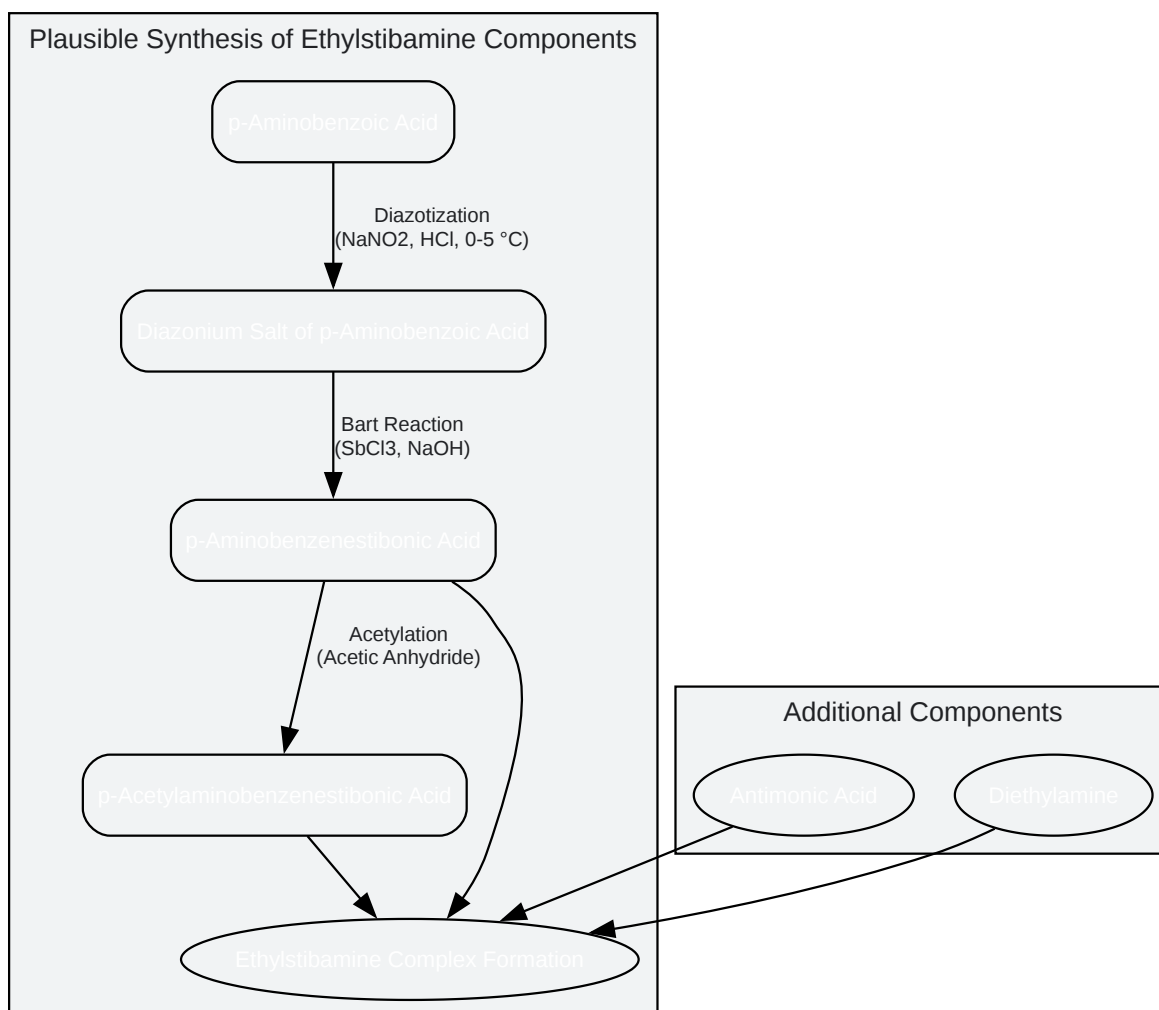 Plausible Synthesis of Ethylstibamine Components
p-Aminobenzoic Acid
Diazotization
(NaNO2, HCl, 0-5 °C)
Diazonium Salt of p-Aminobenzoic Acid
Bart Reaction
(SbCl3, NaOH)
p-Aminobenzenestibonic Acid
Acetylation
(Acetic Anhydride)
p-Acetylaminobenzenestibonic Acid
Additional Components
Antimonic Acid
Diethylamine
Ethylstibamine Complex Formation